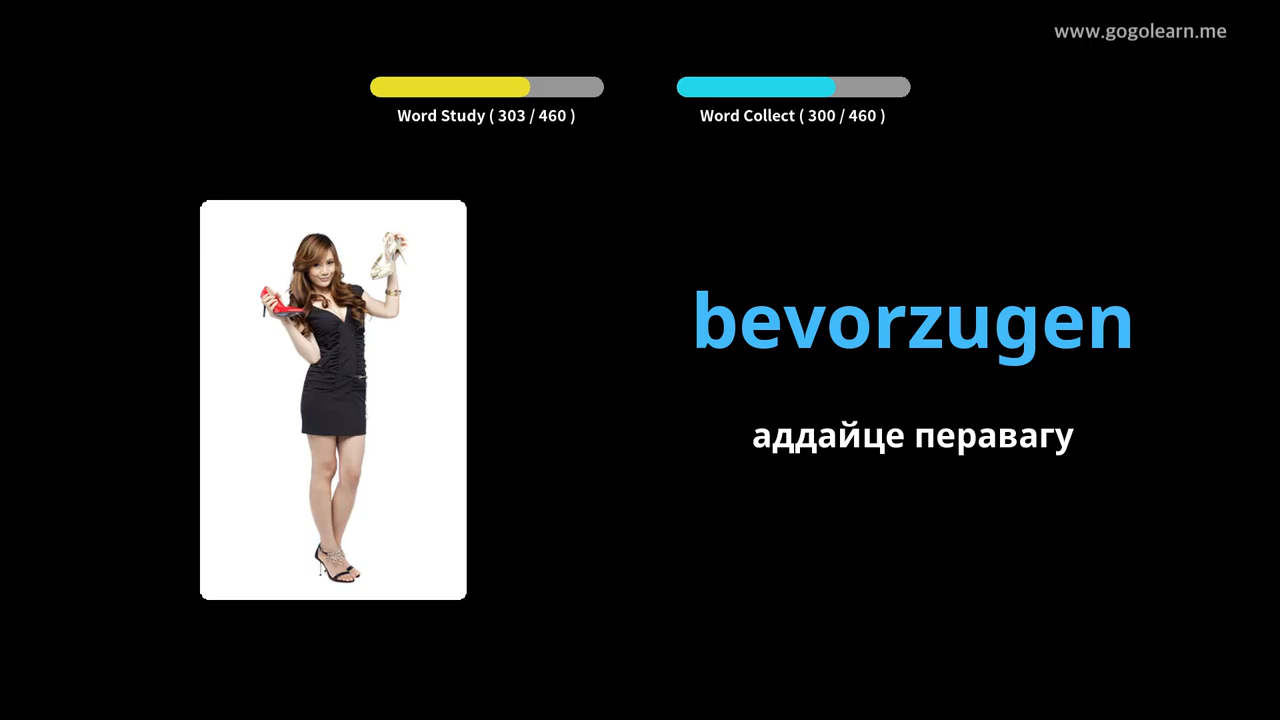 www.gogolearn.me
Word Study ( 303 / 460 )
Word Collect ( 300 / 460 )
bevorzugen
аддайце перавагу